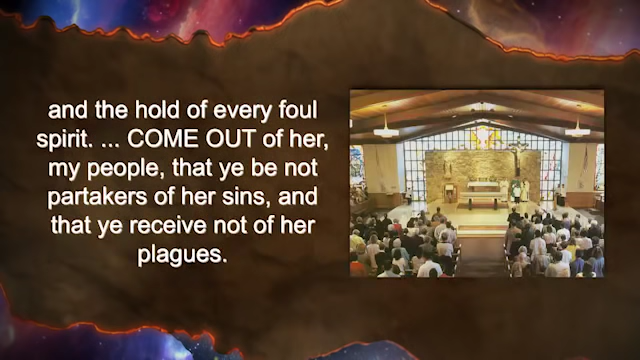 and the hold of every foul
spirit. ... COME OUT of her,
my people, that ye be not
partakers of her sins, and
that ye receive not of her
plagues.